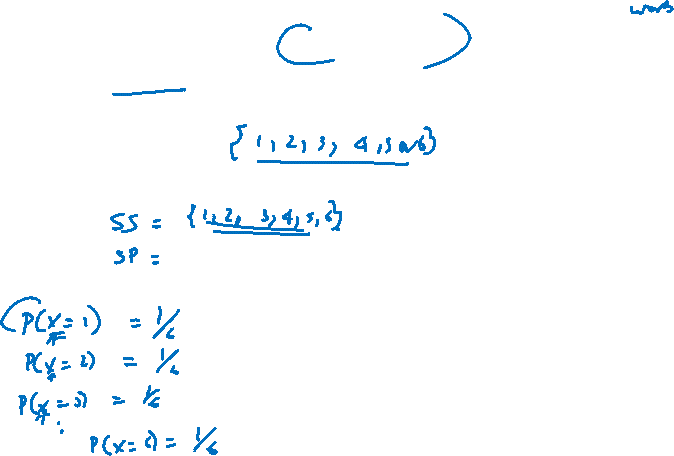 {1, 2, 3, 4, 5 or 6}
SS = {1, 2, 3, 4, 5, 6}
SP =
P(X = 1) = 1/6
P(X = 2) = 1/6
P(X = 3) = 1/6
:
P(X = 6) = 1/6